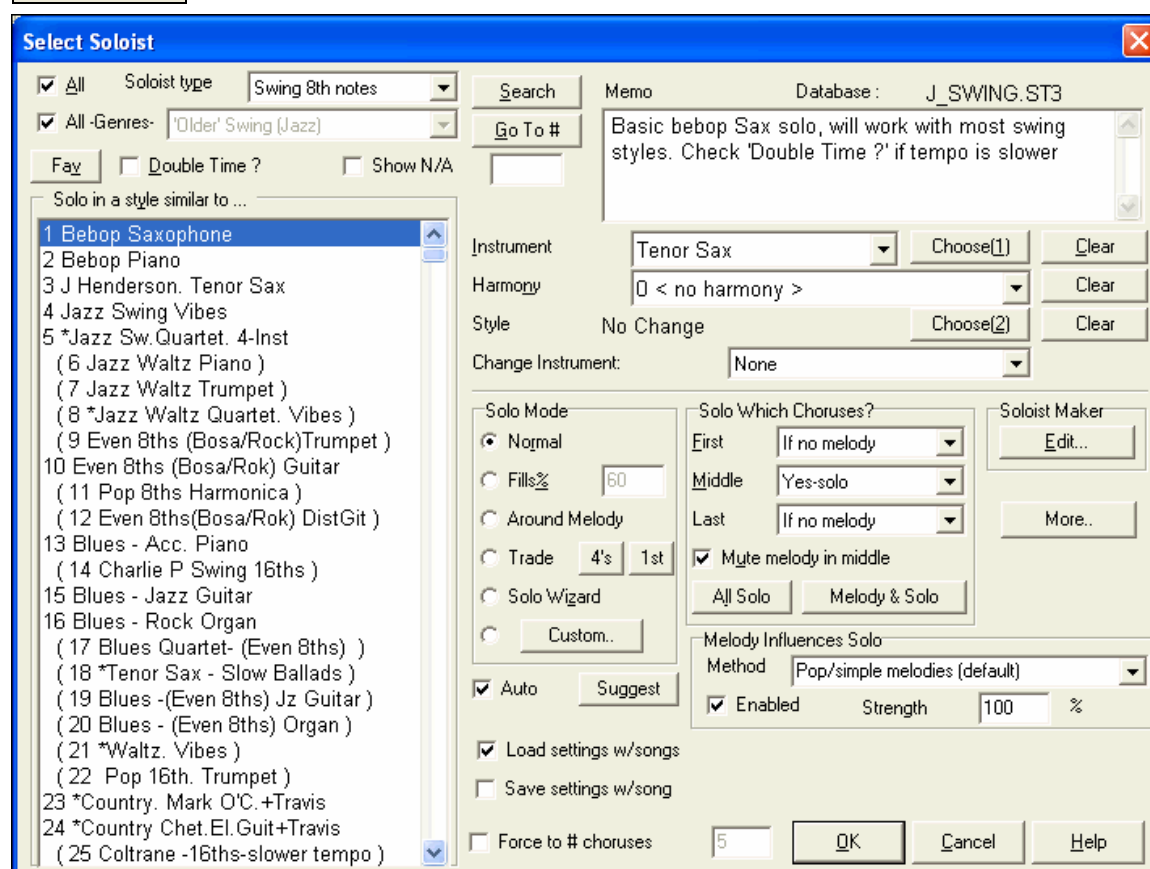 Select Soloist
All Soloist type Swing 8th notes
All -Genres- 'Older' Swing (Jazz)
Fav Double Time ? Show N/A
Search
Go To #
Memo Database : J_SWING.ST3
Basic bebop Sax solo, will work with most swing
styles. Check 'Double Time ?' if tempo is slower
Solo in a style similar to ...
1 Bebop Saxophone
2 Bebop Piano
3 J Henderson. Tenor Sax
4 Jazz Swing Vibes
5 *Jazz Sw.Quartet. 4-Inst
( 6 Jazz Waltz Piano )
( 7 Jazz Waltz Trumpet )
( 8 *Jazz Waltz Quartet. Vibes )
( 9 Even 8ths (Bosa/Rock)Trumpet )
10 Even 8ths (Bosa/Rok) Guitar
( 11 Pop 8ths Harmonica )
( 12 Even 8ths(Bosa/Rok) DistGit )
13 Blues - Acc. Piano
( 14 Charlie P Swing 16ths )
15 Blues - Jazz Guitar
16 Blues - Rock Organ
( 17 Blues Quartet- (Even 8ths) )
( 18 *Tenor Sax - Slow Ballads )
( 19 Blues -(Even 8ths) Jz Guitar )
( 20 Blues - (Even 8ths) Organ )
( 21 *Waltz. Vibes )
( 22 Pop 16th. Trumpet )
23 *Country. Mark O'C.+Travis
24 *Country Chet.El.Guit+Travis
( 25 Coltrane -16ths-slower tempo )
Instrument Tenor Sax Choose(1) Clear
Harmony 0 < no harmony > Clear
Style No Change Choose(2) Clear
Change Instrument: None
Solo Mode
Normal
Fills% 60
Around Melody
Trade 4's 1st
Solo Wizard
Custom..
Auto Suggest
Solo Which Choruses?
First If no melody
Middle Yes-solo
Last If no melody
Mute melody in middle
All Solo Melody & Solo
Soloist Maker
Edit...
More..
Melody Influences Solo
Method Pop/simple melodies (default)
Enabled Strength 100 %
Load settings w/songs
Save settings w/song
Force to # choruses 5 OK Cancel Help